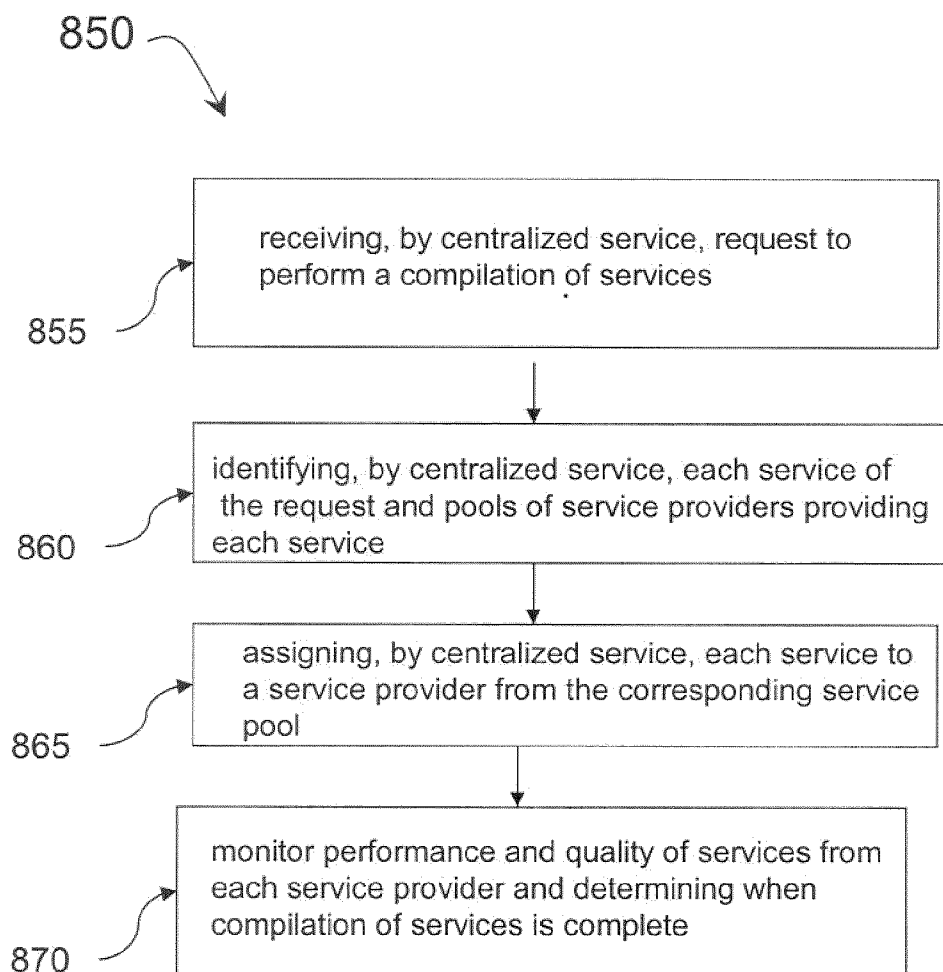 850
receiving, by centralized service, request to
perform a compilation of services
855
identifying, by centralized service, each service of
the request and pools of service providers providing
each service
860
assigning, by centralized service, each service to
a service provider from the corresponding service
pool
865
monitor performance and quality of services from
each service provider and determining when
compilation of services is complete
870